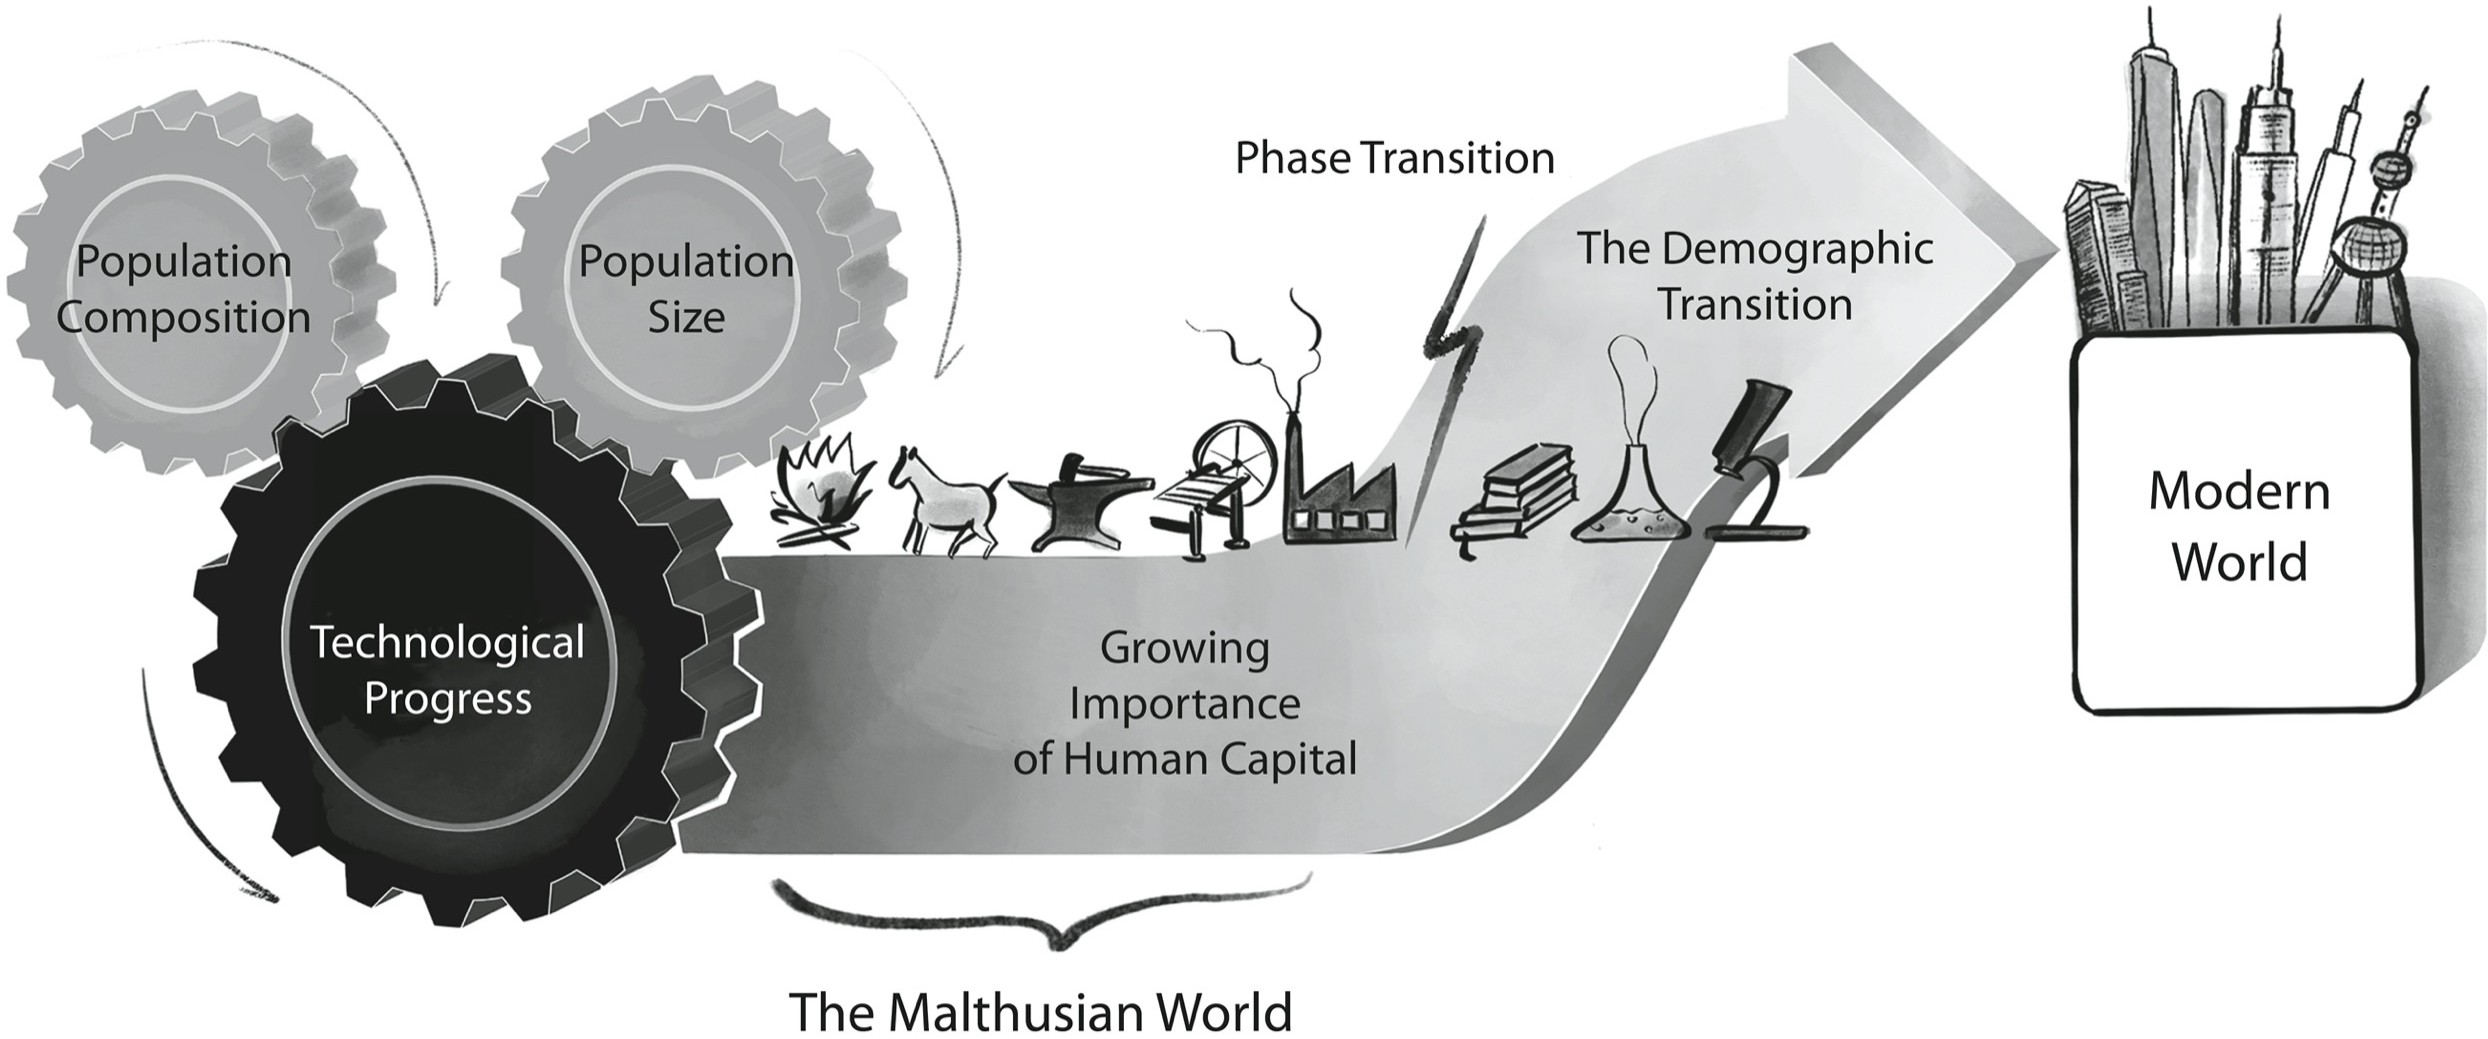 Population
Composition
Population
Size
Technological
Progress
Phase Transition
The Demographic
Transition
Growing
Importance
of Human Capital
Modern
World
The Malthusian World